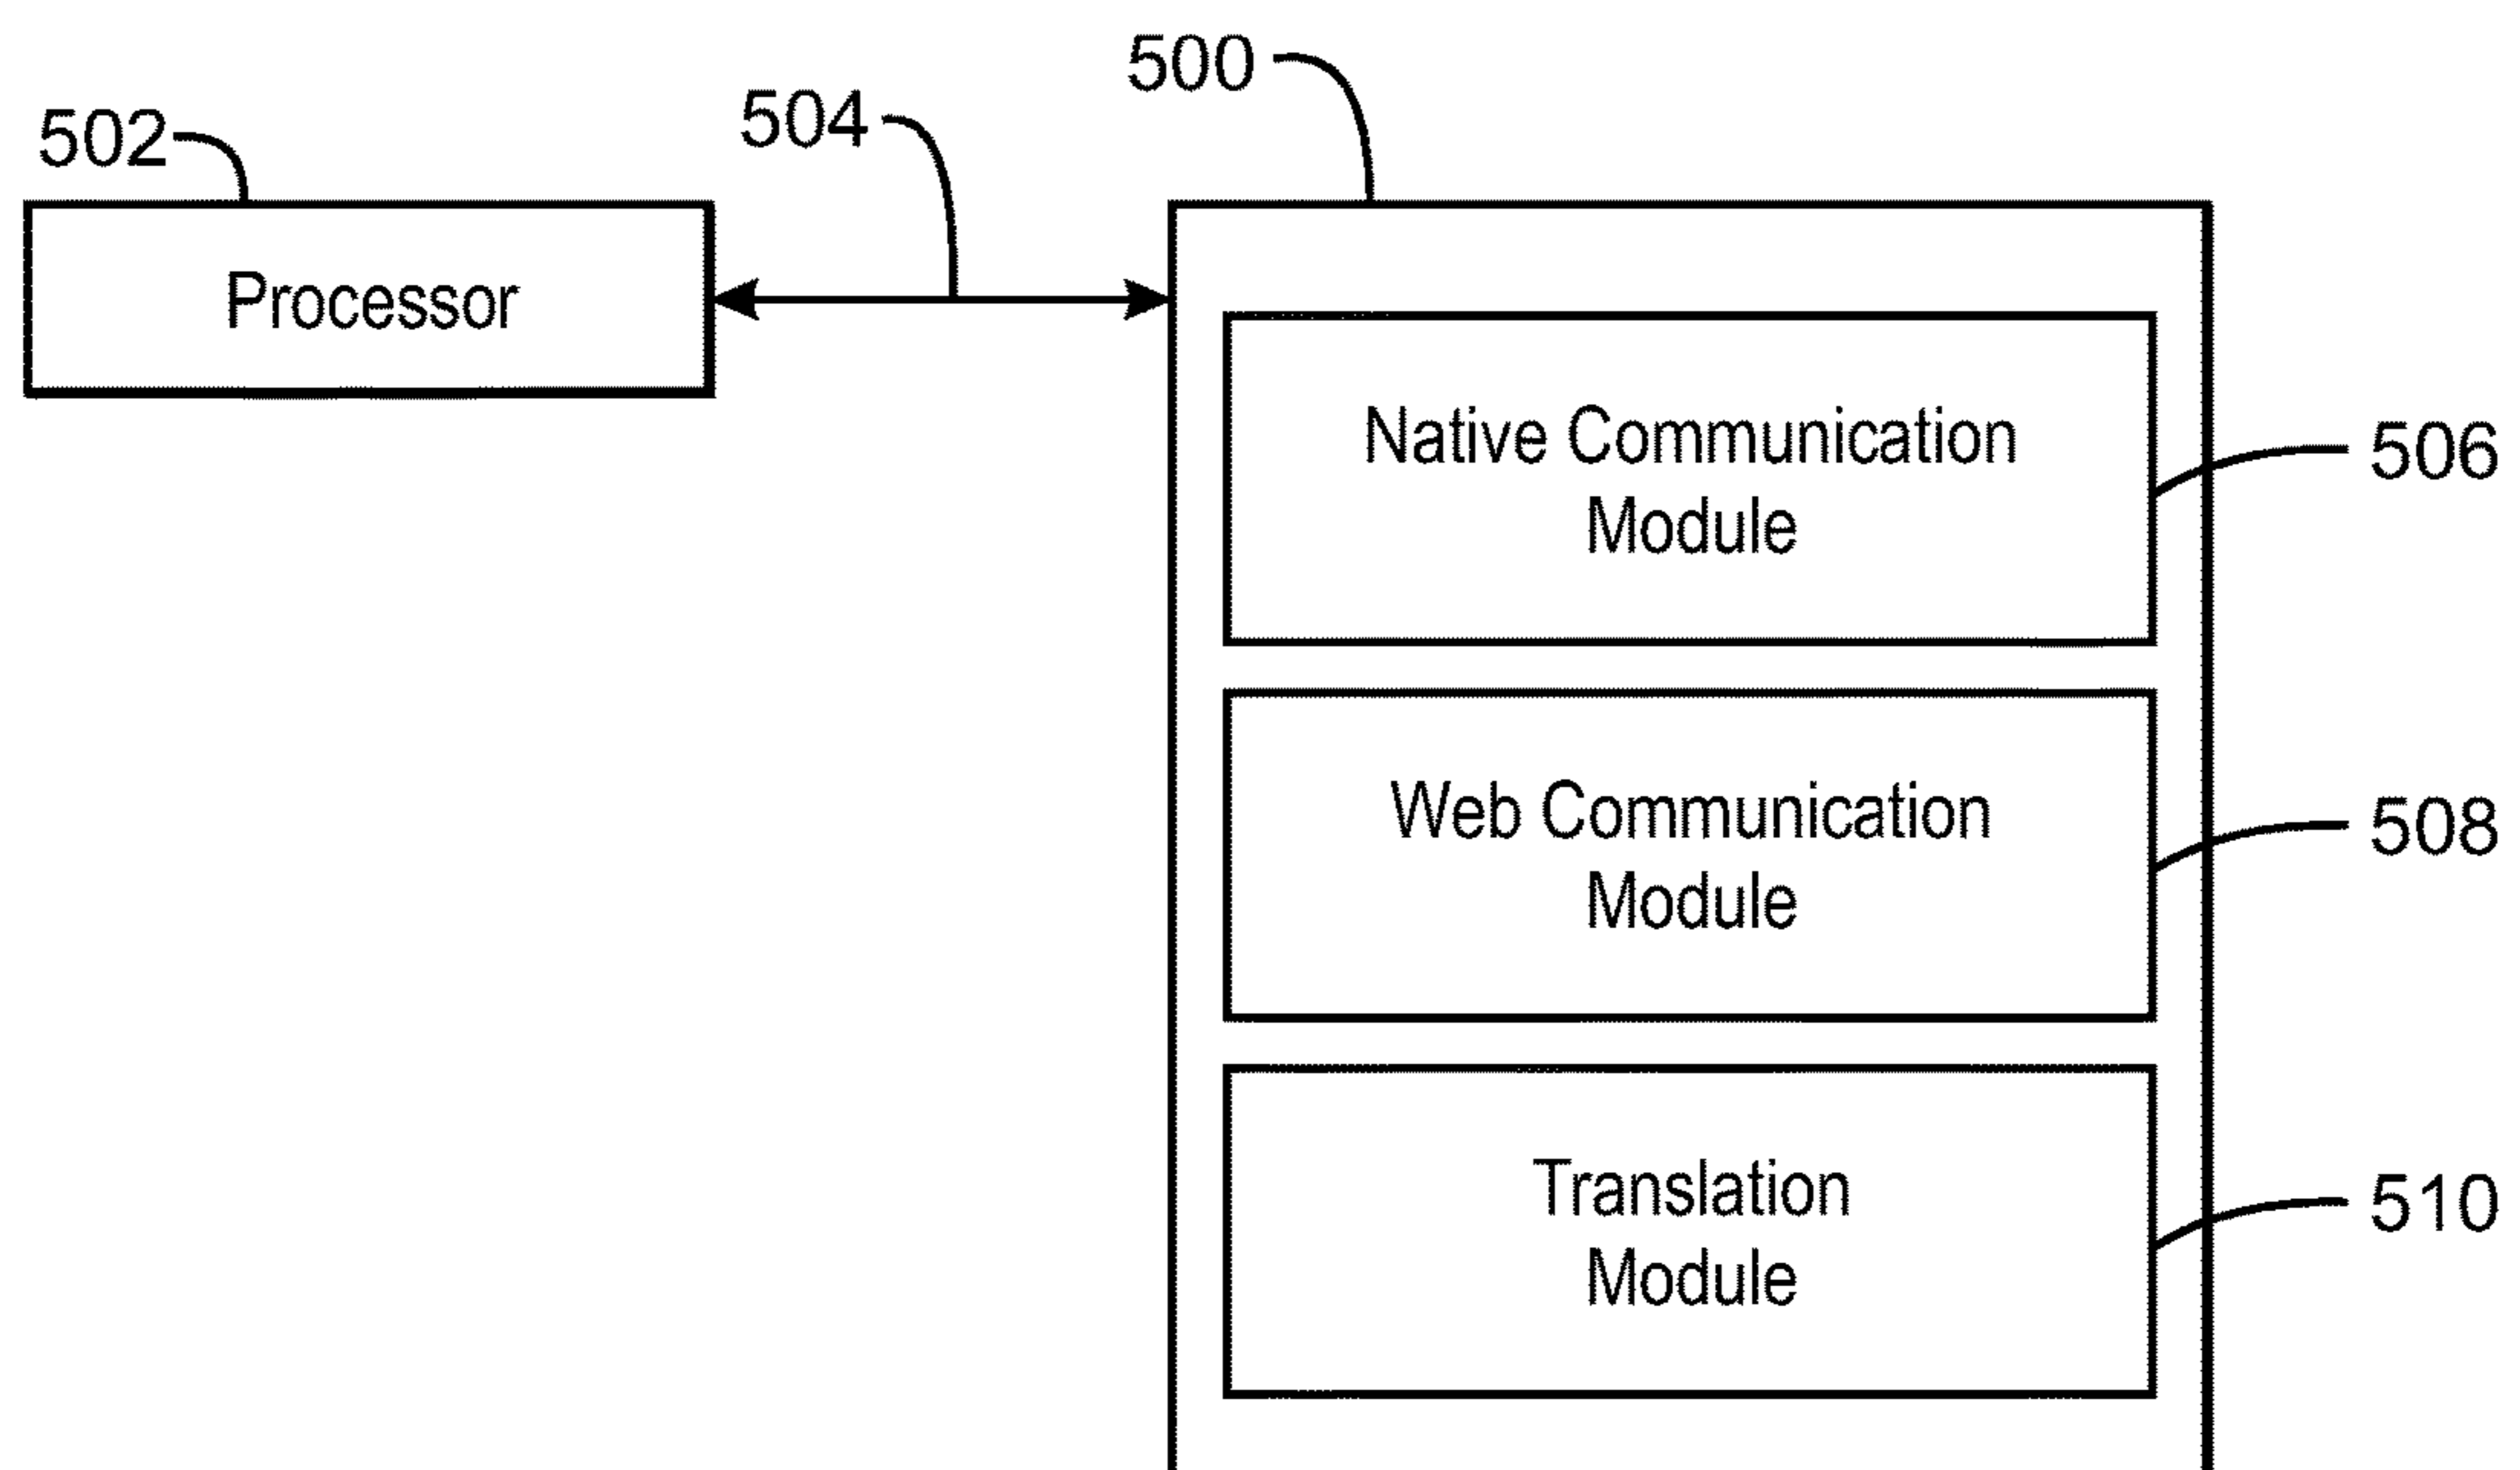 500
504
502
Processor
Native Communication
Module
506
Web Communication
Module
508
Translation
Module
510